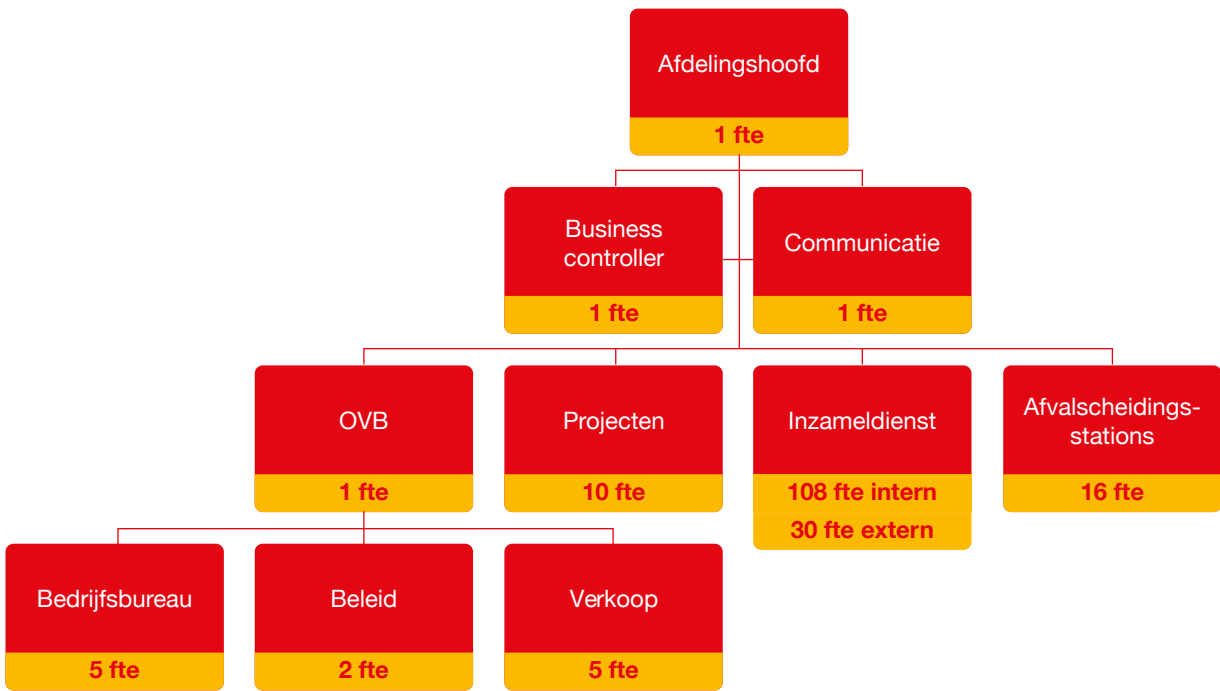 Afdelingshoofd
1 fte
Business
controller
1 fte
Communicatie
1 fte
OVB
1 fte
Projecten
10 fte
Inzameldienst
108 fte intern
30 fte extern
Afvalscheidings-
stations
16 fte
Bedrijfsbureau
5 fte
Beleid
2 fte
Verkoop
5 fte